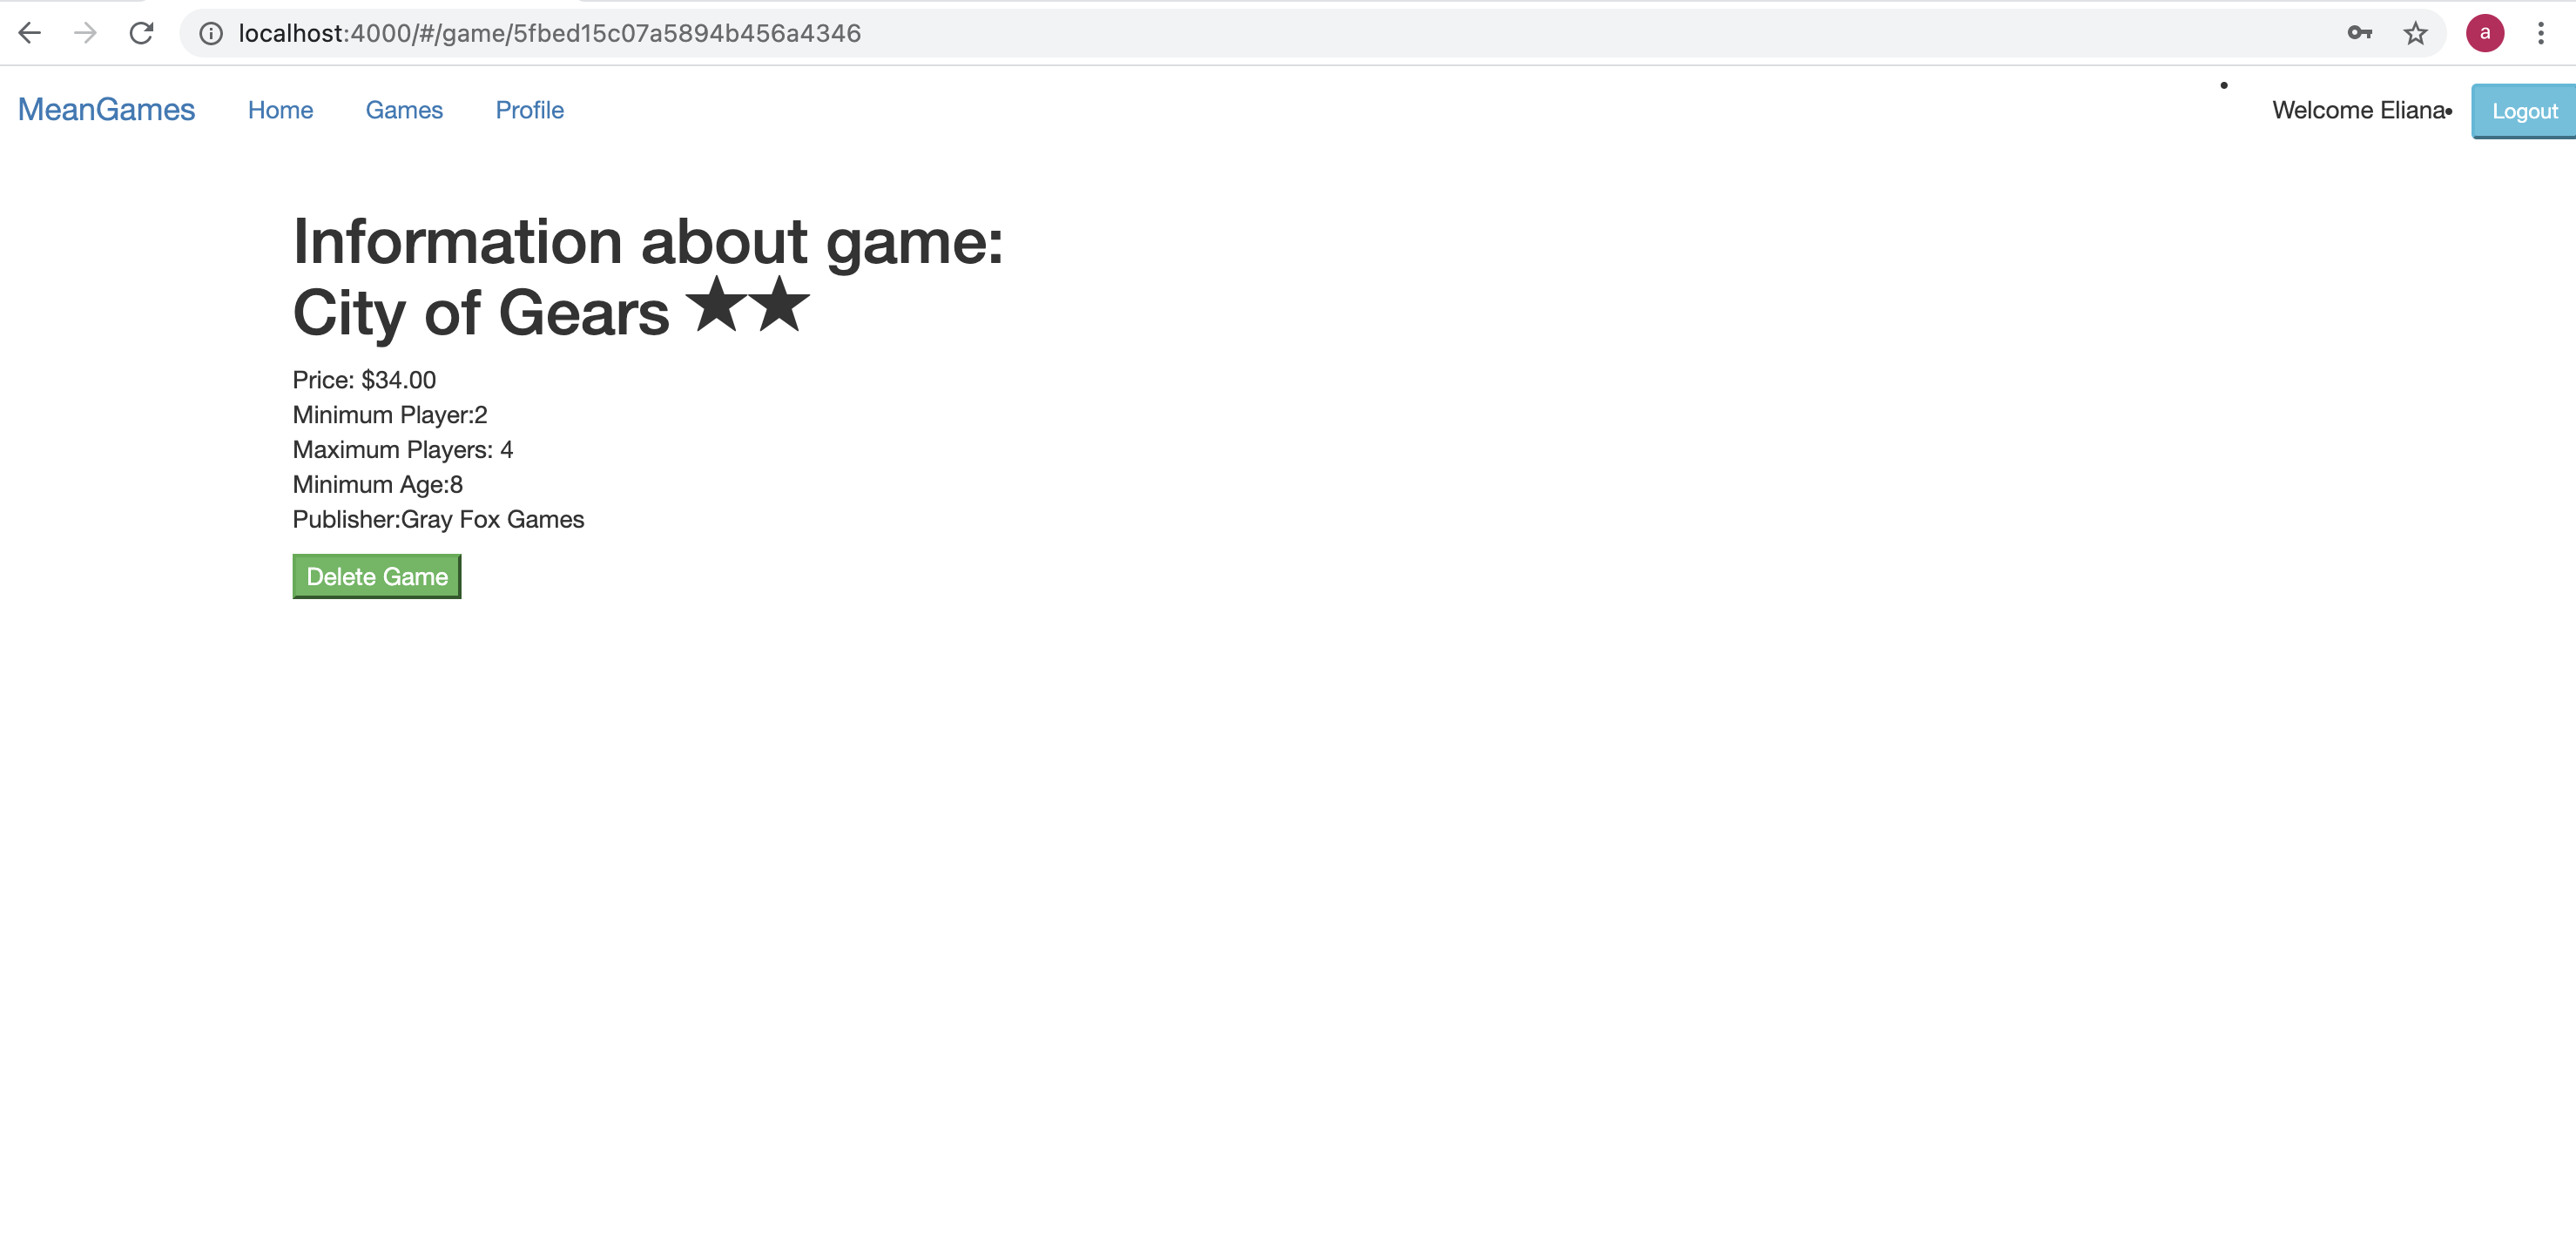 localhost:4000/#/game/5fbed15c07a5894b456a4346
a
MeanGames Home Games Profile
• Welcome Eliana• Logout
Information about game:
City of Gears ★★
Price: $34.00
Minimum Player:2
Maximum Players: 4
Minimum Age:8
Publisher:Gray Fox Games
Delete Game